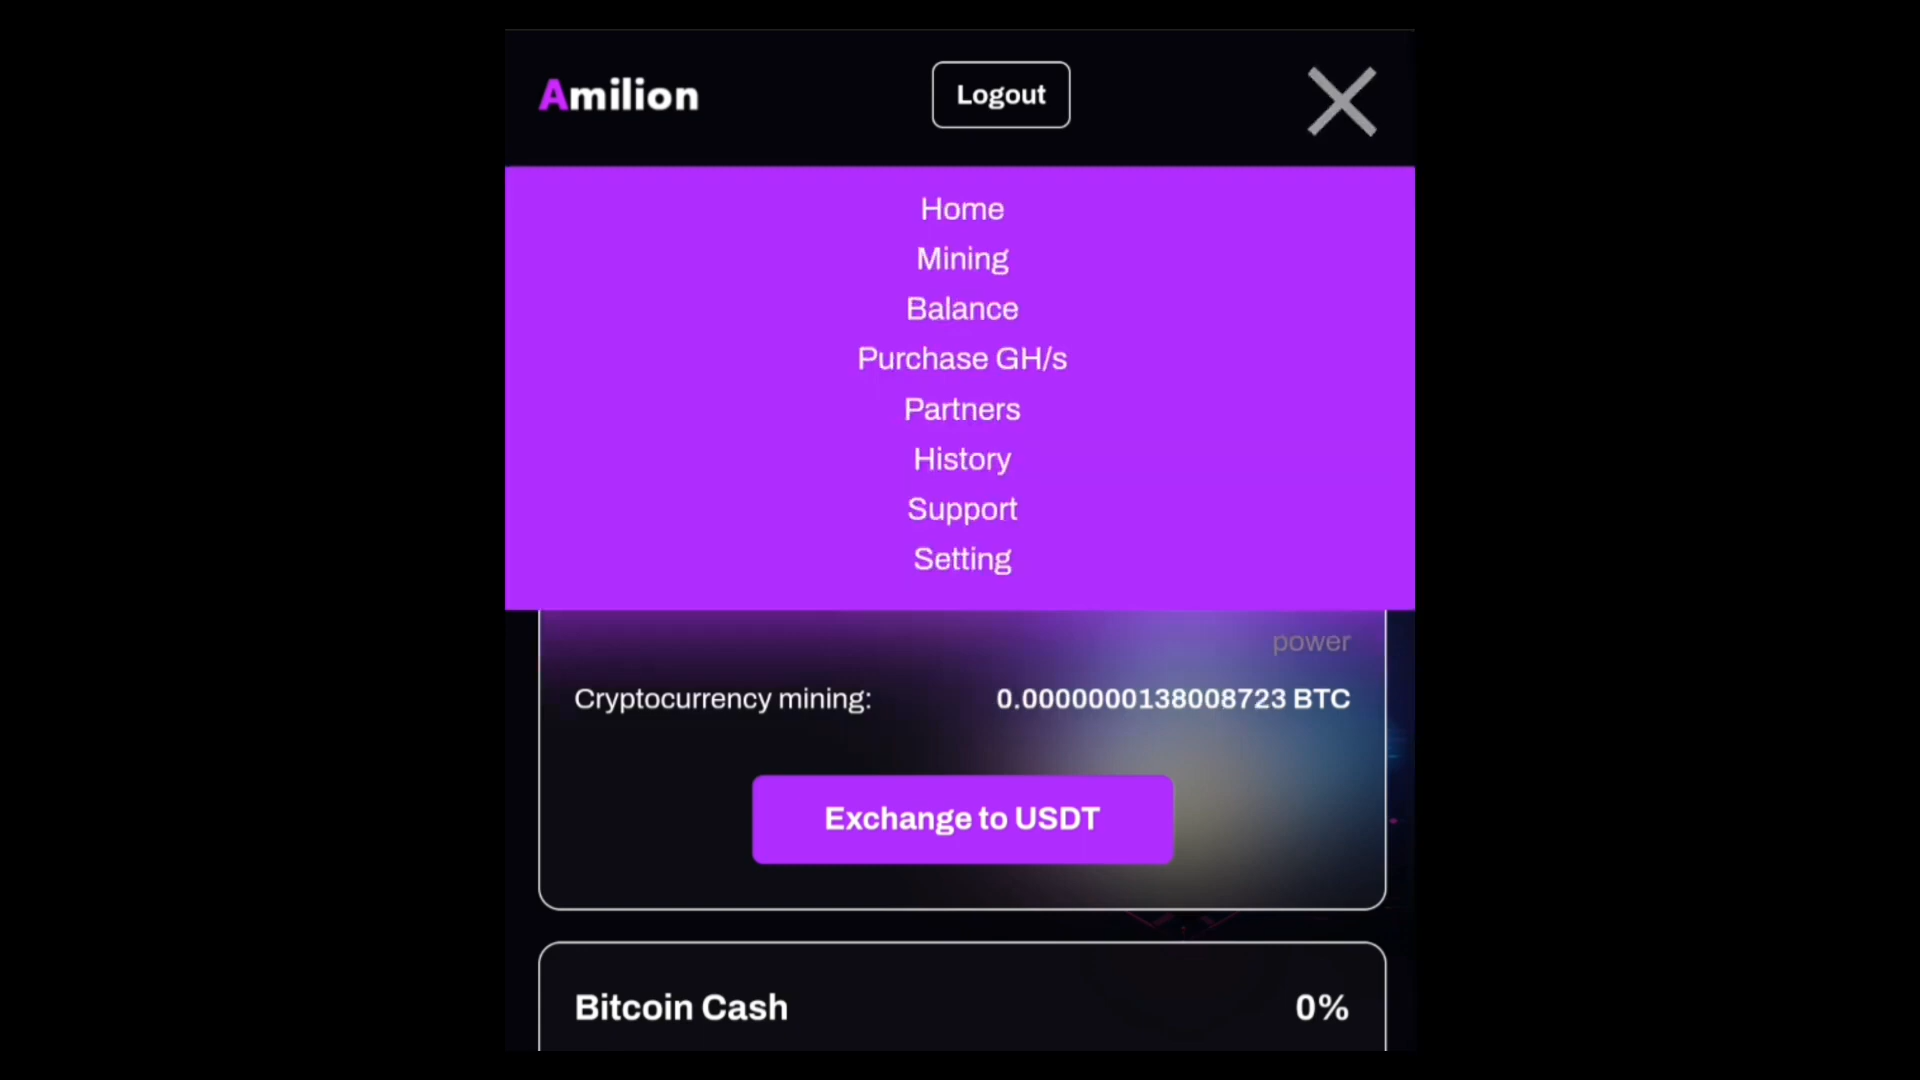 Amilion
Logout
Home
Mining
Balance
Purchase GH/s
Partners
History
Support
Setting
power
Cryptocurrency mining: 0.0000000138008723 BTC
Exchange to USDT
Bitcoin Cash 0%